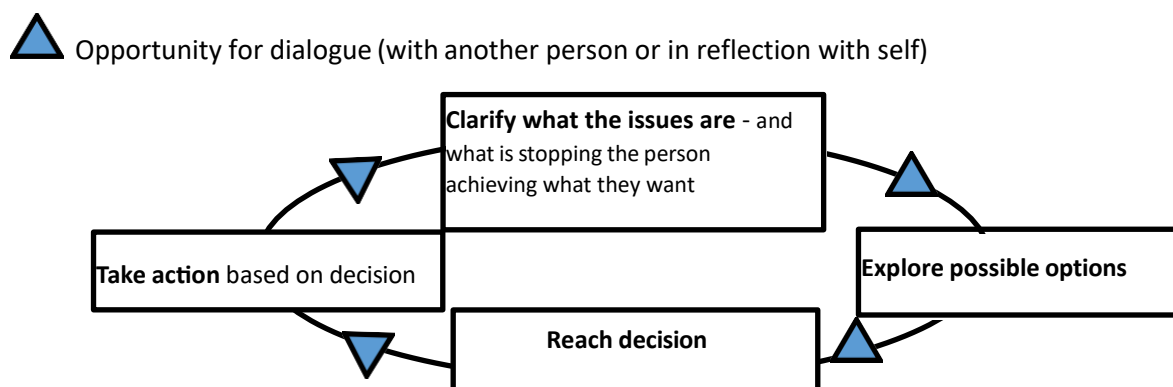 Opportunity for dialogue (with another person or in reflection with self)
Clarify what the issues are - and
what is stopping the person
achieving what they want
Take action based on decision
Explore possible options
Reach decision